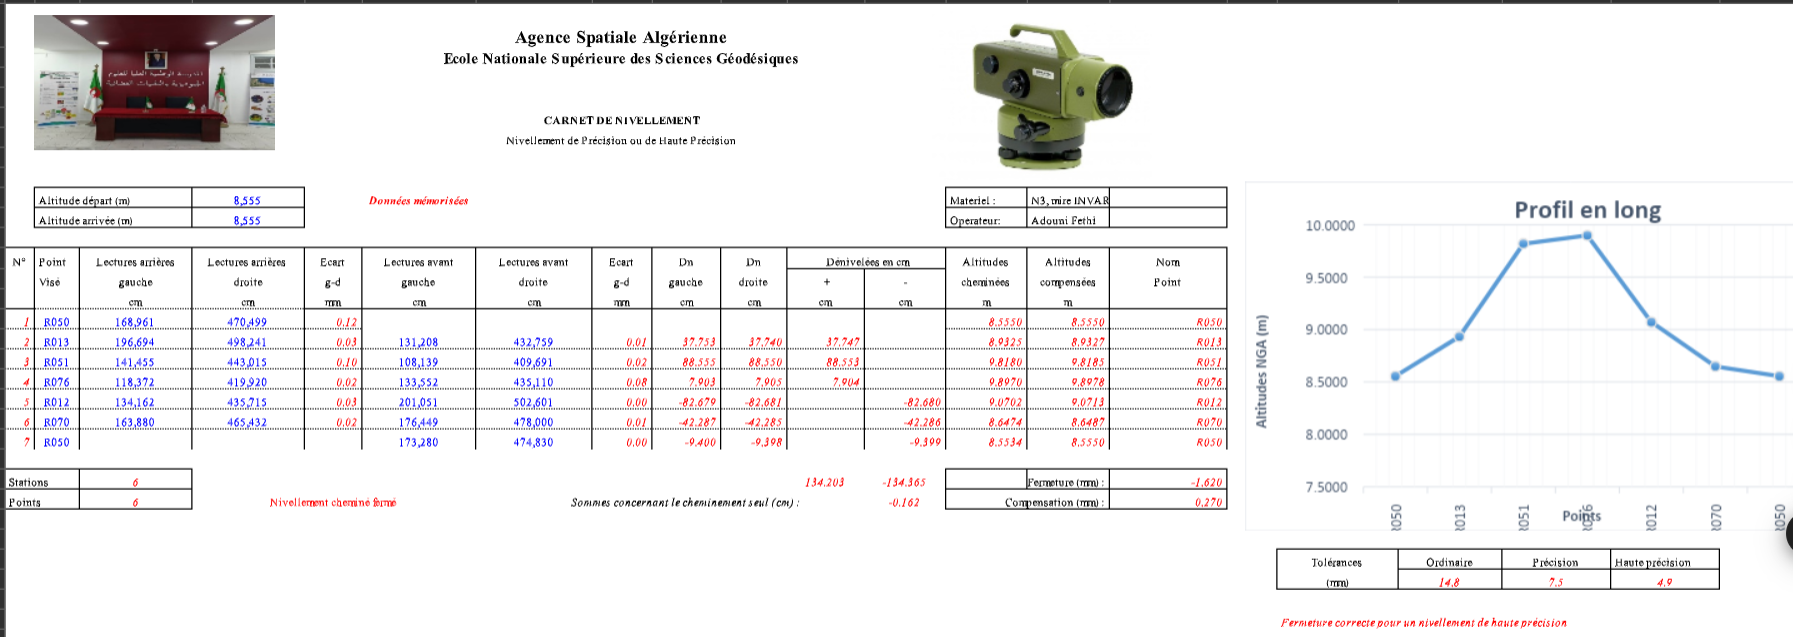 Agence Spatiale Algérienne
Ecole Nationale Supérieure des Sciences Géodésiques
CARNET DE NIVELLEMENT
Nivellement de Précision ou de Haute Précision
Altitude départ (m) 8,555
Altitude arrivée (m) 8,555
Données mémorisées
Materiel : N3, mire INVAR
Operateur: Adouni Fethi
N° Point Lectures arrières Lectures arrières Ecart Lectures avant Lectures avant Ecart Dn Dn Dénivelées en cm Altitudes Altitudes Nom
Visé gauche droite g-d gauche droite g-d gauche droite + - cheminées compensées Point
cm cm mm cm cm mm cm cm cm cm m m
1 R050 168,961 470,499 0.12 8.5550 8.5550 R050
2 R013 196,694 498,241 0.03 131,208 432,759 0.01 37.753 37.740 37.747 8.9325 8.9327 R013
3 R051 141,455 443,015 0.10 108,139 409,691 0.02 88.555 88.550 88.553 9.8180 9.8185 R051
4 R076 118,372 419,920 0.02 133,552 435,110 0.08 7.903 7.905 7.904 9.8970 9.8978 R076
5 R012 134,162 435,715 0.03 201,051 502,601 0.00 -82.679 -82.681 -82.680 9.0702 9.0713 R012
6 R070 163,880 465,432 0.02 176,449 478,000 0.01 -42.287 -42.285 -42.286 8.6474 8.6487 R070
7 R050 173,280 474,830 0.00 -9.400 -9.398 -9.399 8.5534 8.5550 R050
Stations 6
Points 6
Nivellement cheminé fermé
134.203 -134.365
Sommes concernant le cheminement seul (cm) : -0.162
Fermeture (mm) : -1.620
Compensation (mm) : 0.270
Profil en long
Altitudes NGA (m)
10.0000
9.5000
9.0000
8.5000
8.0000
7.5000
Points
Tolérances Ordinaire Précision Haute précision
(mm) 14.8 7.5 4.9
Fermeture correcte pour un nivellement de haute précision